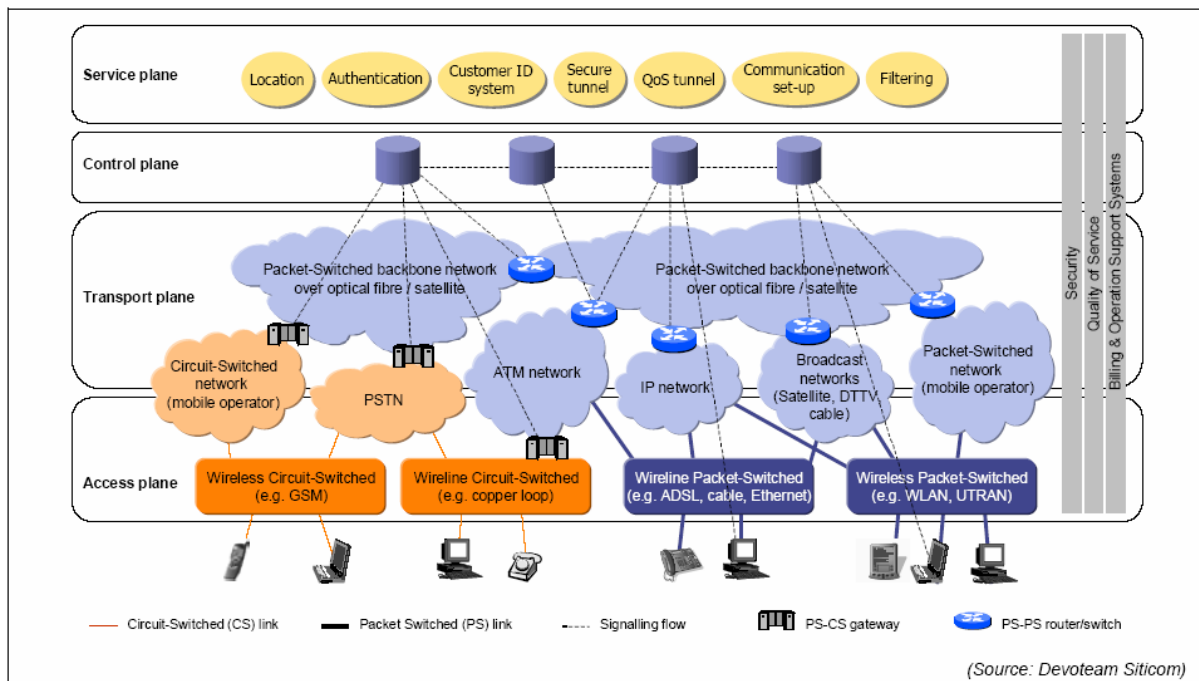 Service plane
Location
Authentication
Customer ID
system
Secure
tunnel
QoS tunnel
Communication
set-up
Filtering
Control plane
Transport plane
Packet-Switched backbone network
over optical fibre / satellite
Packet-Switched backbone network
over optical fibre / satellite
Circuit-Switched
network
(mobile operator)
PSTN
ATM network
IP network
Broadcast
networks
(Satellite, DTTV,
cable)
Packet-Switched
network
(mobile operator)
Access plane
Wireless Circuit-Switched
(e.g. GSM)
Wireline Circuit-Switched
(e.g. copper loop)
Wireline Packet-Switched
(e.g. ADSL, cable, Ethernet)
Wireless Packet-Switched
(e.g. WLAN, UTRAN)
Security
Quality of Service
Billing & Operation Support Systems
Circuit-Switched (CS) link
Packet Switched (PS) link
Signalling flow
PS-CS gateway
PS-PS router/switch
(Source: Devoteam Siticom)